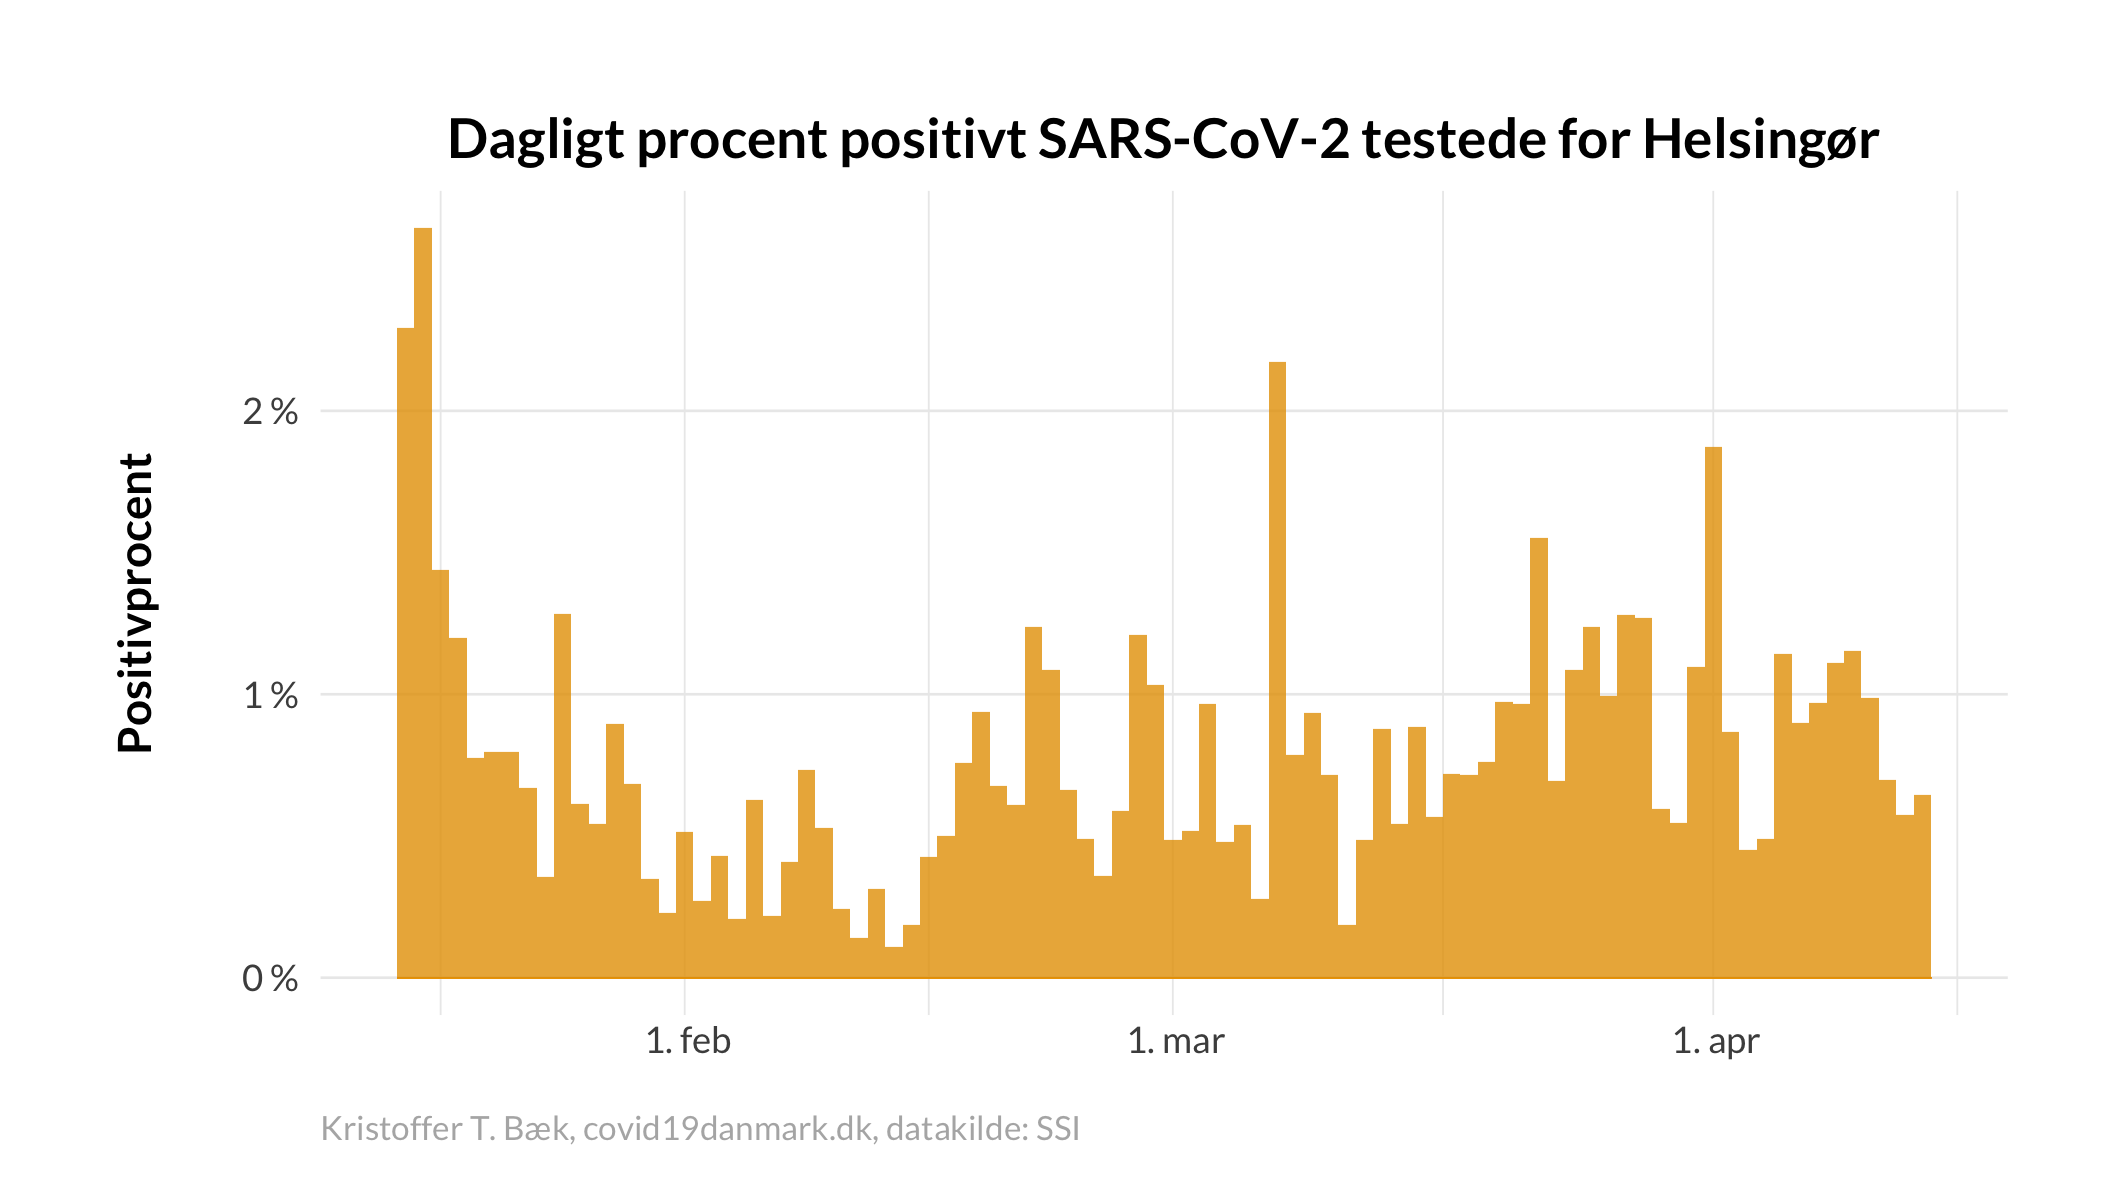 Dagligt procent positivt SARS-CoV-2 testede for Helsingør
Positivprocent
2 %
1 %
0 %
1. feb
1. mar
1. apr
Kristoffer T. Bæk, covid19danmark.dk, datakilde: SSI